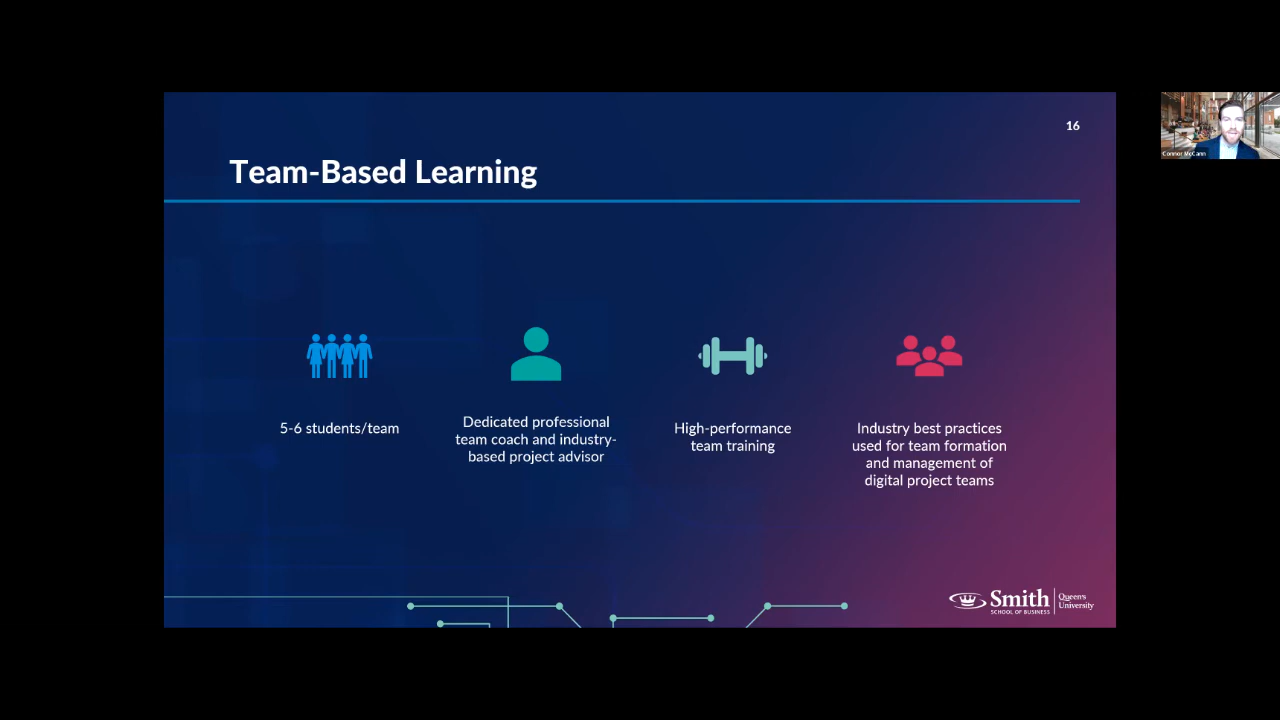 16
Team-Based Learning
Connor McCann
5-6 students/team
Dedicated professional
team coach and industry-
based project advisor
High-performance
team training
Industry best practices
used for team formation
and management of
digital project teams
Smith
SCHOOL OF BUSINESS
Queen's
University